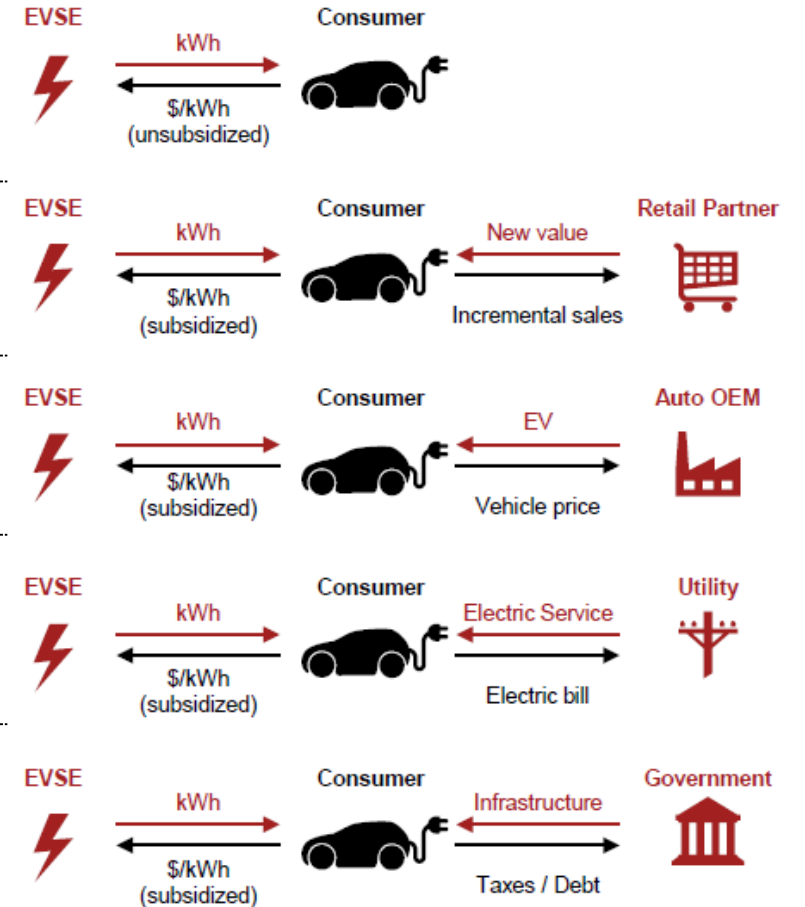 EVSE
Consumer
kWh
$/kWh
(unsubsidized)
EVSE
Consumer
Retail Partner
kWh
New value
$/kWh
(subsidized)
Incremental sales
EVSE
Consumer
Auto OEM
kWh
EV
$/kWh
(subsidized)
Vehicle price
EVSE
Consumer
Utility
kWh
Electric Service
$/kWh
(subsidized)
Electric bill
EVSE
Consumer
Government
kWh
Infrastructure
$/kWh
(subsidized)
Taxes / Debt